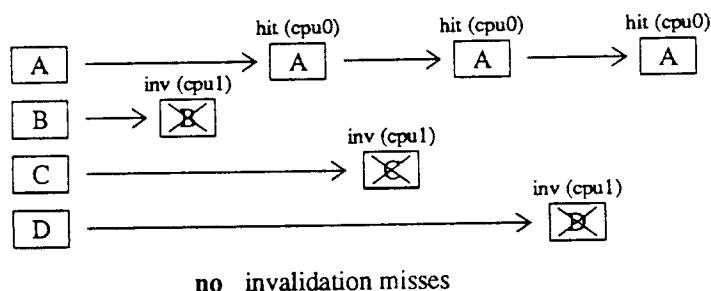 hit (cpu0) hit (cpu0) hit (cpu0)
A A A A
inv (cpu1)
B B
inv (cpu1)
C C
inv (cpu1)
D D
no invalidation misses